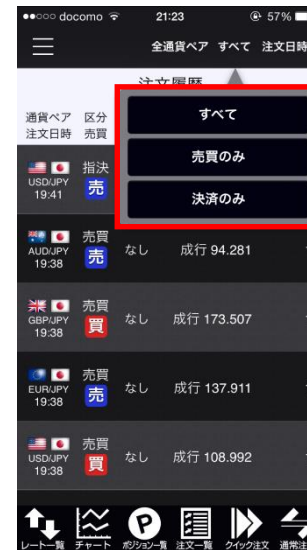 docomo 21:23 57%
全通貨ペア すべて 注文日時
注文履歴
通貨ペア 区分
注文日時 売買
すべて
売買のみ
決済のみ
指決
USD/JPY
19:41 売
売買
AUD/JPY
19:38 売 なし 成行 94.281
売買
GBP/JPY
19:38 買 なし 成行 173.507
売買
EUR/JPY
19:38 売 なし 成行 137.911
売買
USD/JPY
19:38 買 なし 成行 108.992
レート一覧 チャート ポジション一覧 注文一覧 クイック注文 通常注